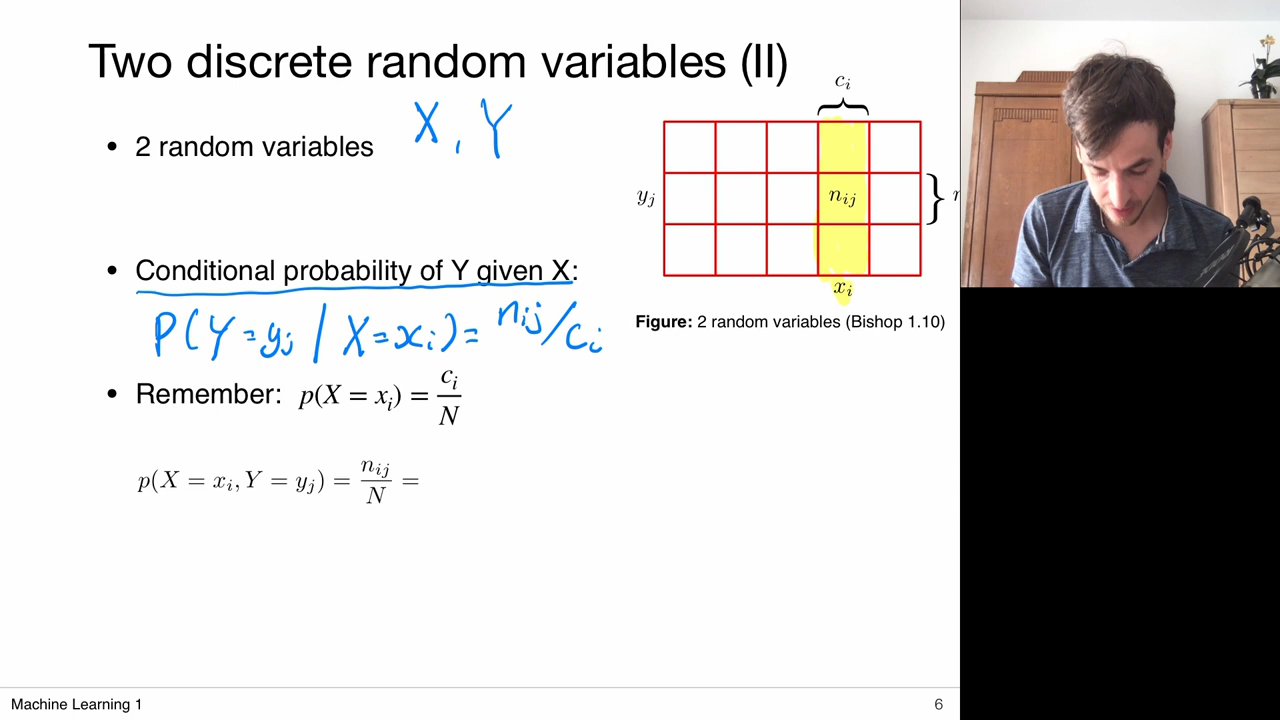 Two discrete random variables (II)
• 2 random variables X, Y
• Conditional probability of Y given X:
P(Y=yj | X=xi) = nij/ci
• Remember: p(X = xi) = ci/N
p(X = xi, Y = yj) = nij/N =
ci
yj nij }
xi
Figure: 2 random variables (Bishop 1.10)
Machine Learning 1
6